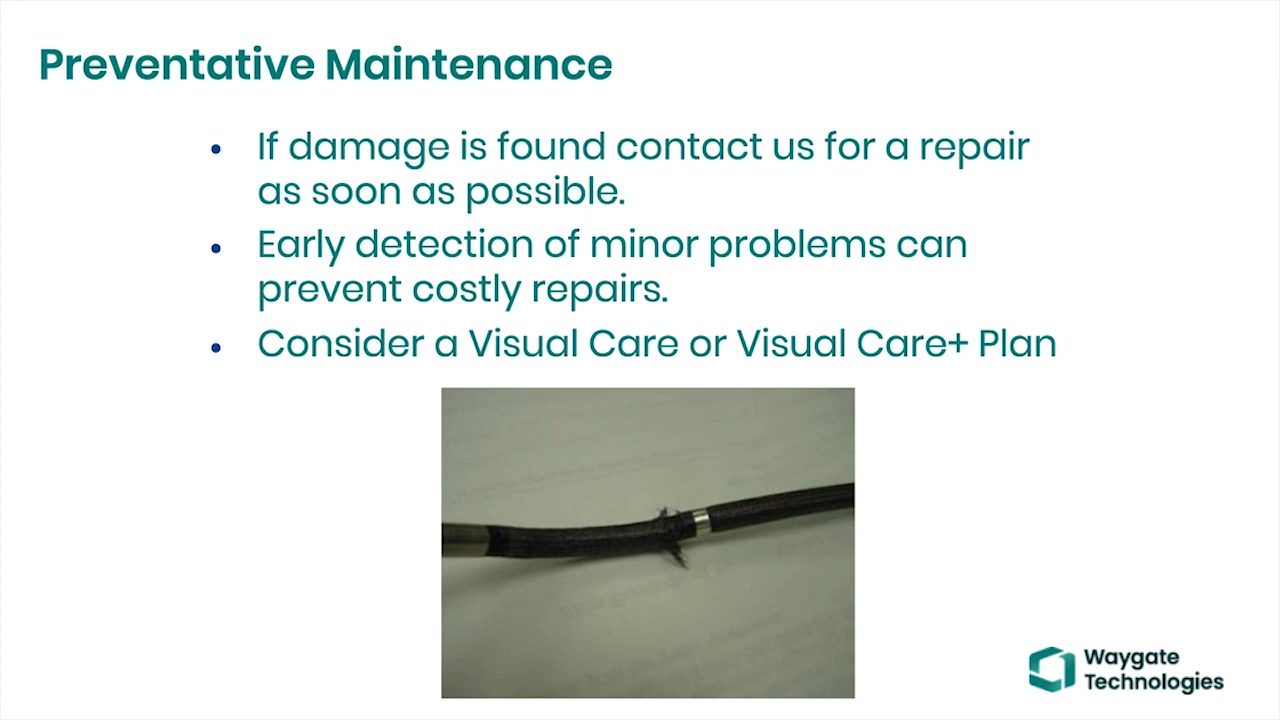 Preventative Maintenance
• If damage is found contact us for a repair
as soon as possible.
• Early detection of minor problems can
prevent costly repairs.
• Consider a Visual Care or Visual Care+ Plan
Waygate
Technologies